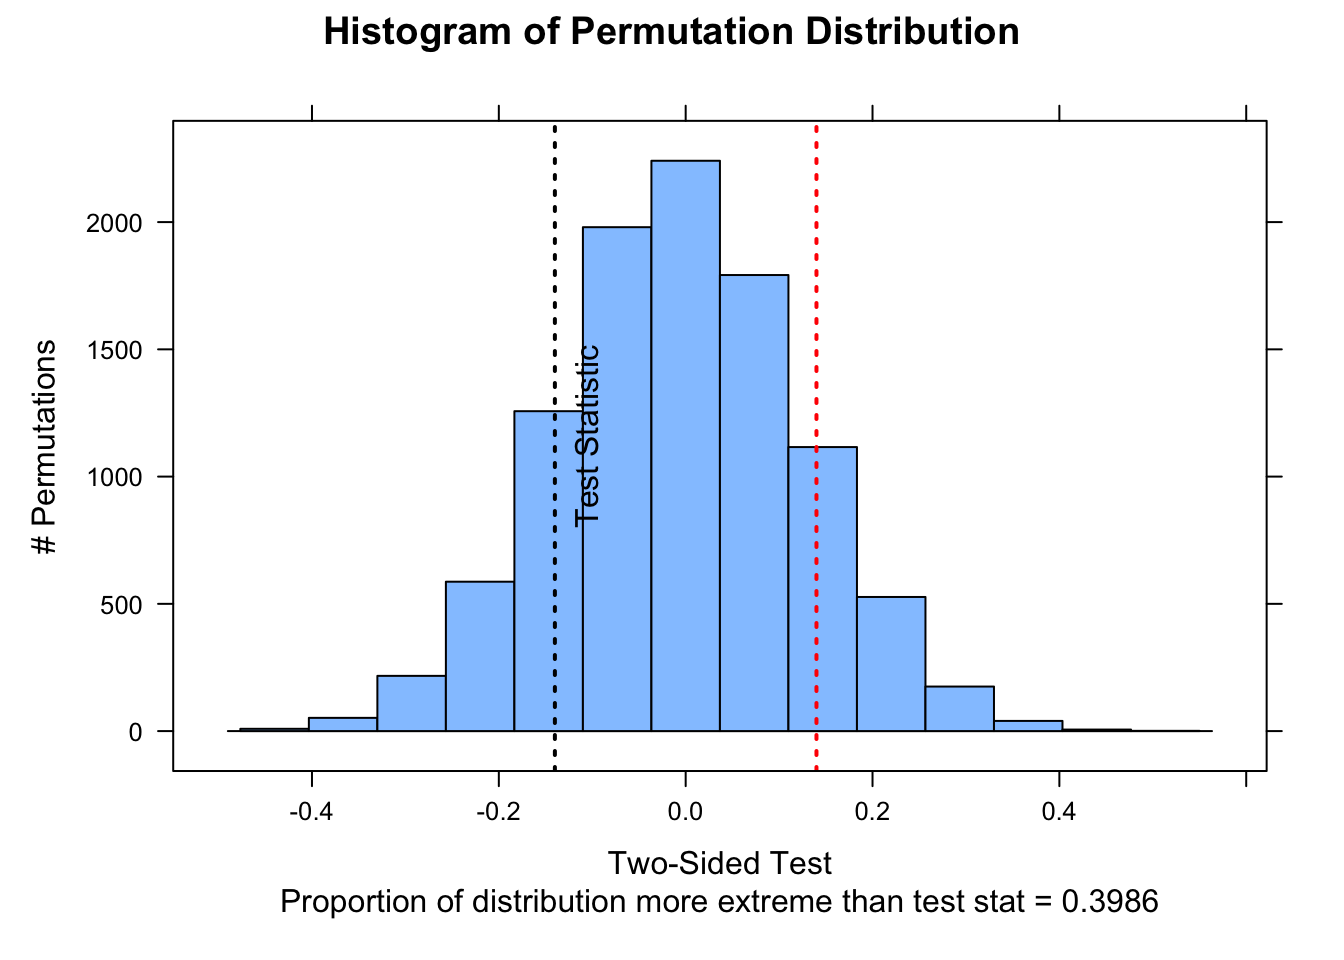 Histogram of Permutation Distribution
# Permutations
2000
1500
1000
500
0
Test Statistic
-0.4
-0.2
0.0
0.2
0.4
Two-Sided Test
Proportion of distribution more extreme than test stat = 0.3986